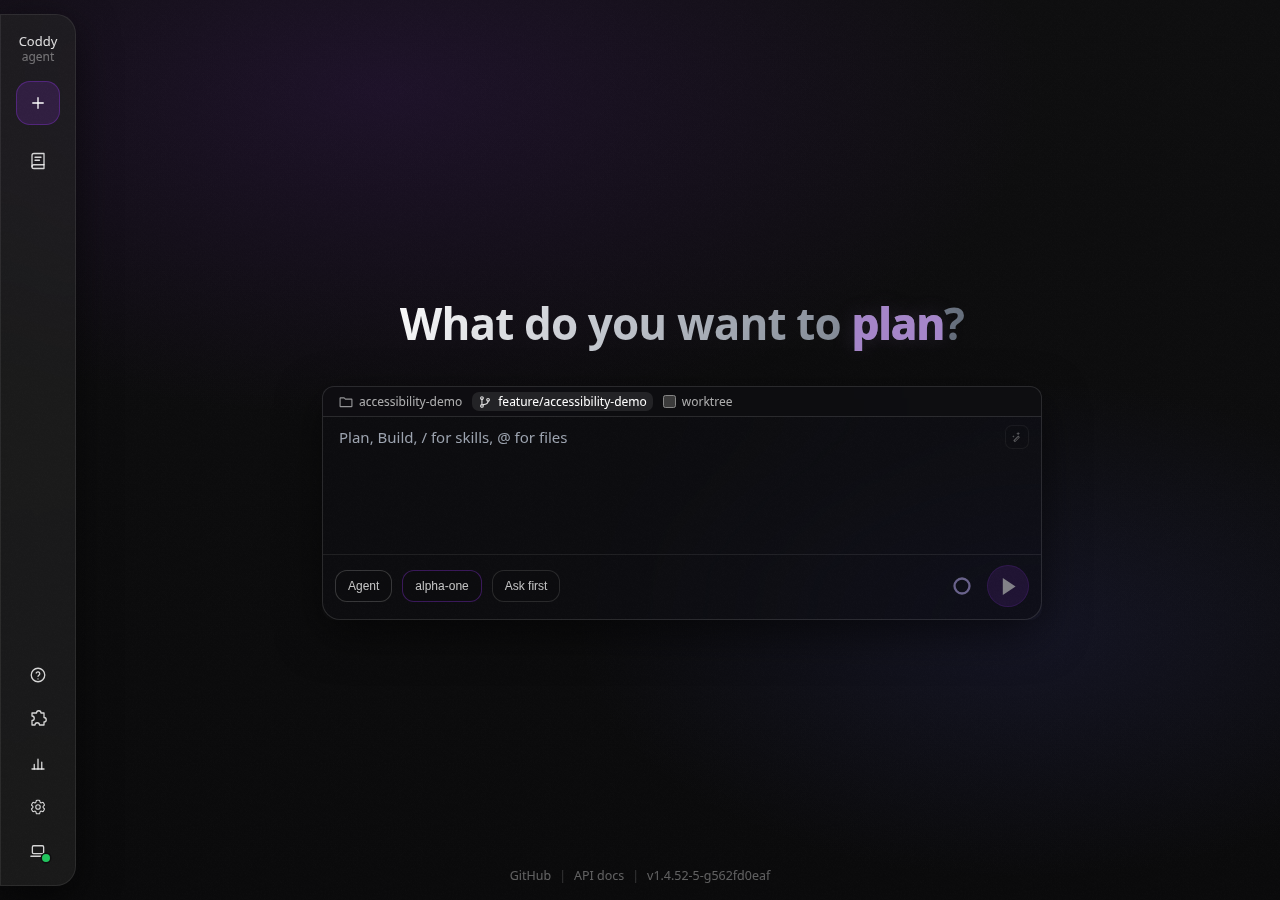 Coddy
agent
What do you want to plan?
accessibility-demo feature/accessibility-demo worktree
Plan, Build, / for skills, @ for files
Agent alpha-one Ask first
GitHub | API docs | v1.4.52-5-g562fd0eaf